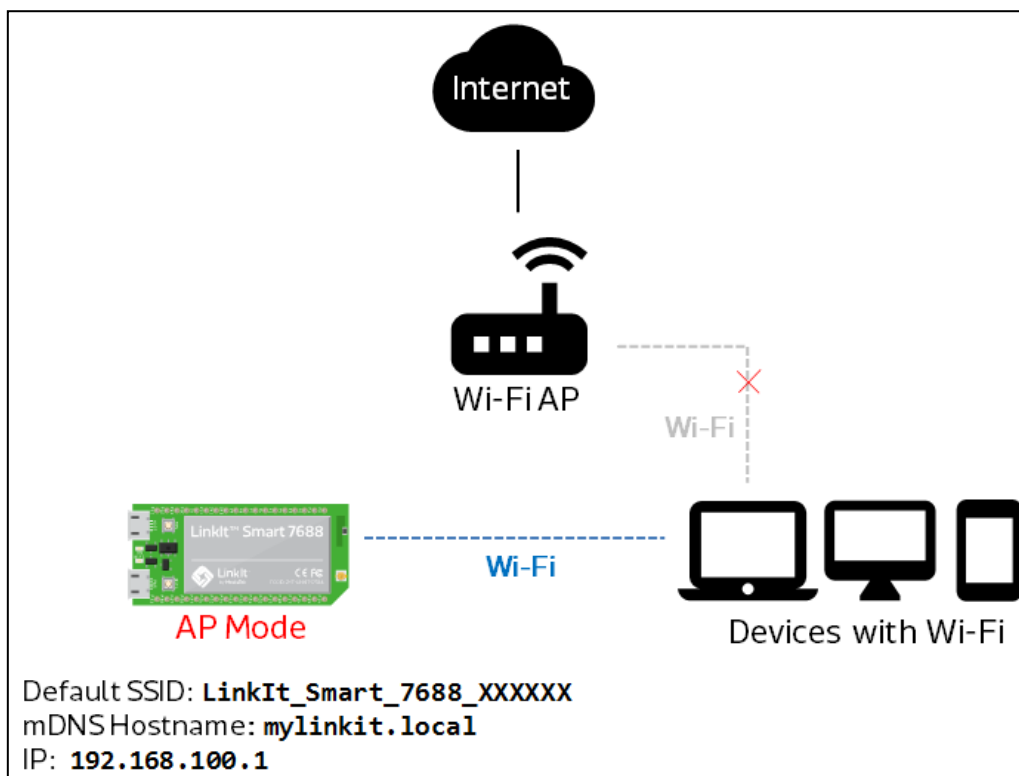 Internet
Wi-Fi AP
Wi-Fi
LinkIt™ Smart 7688
LinkIt
CE FC
Wi-Fi
AP Mode
Devices with Wi-Fi
Default SSID: LinkIt_Smart_7688_XXXXXX
mDNS Hostname: mylinkit.local
IP: 192.168.100.1